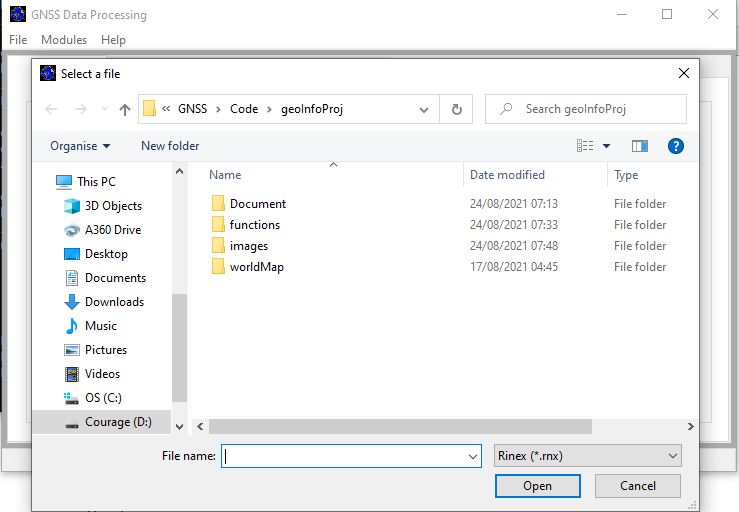 GNSS Data Processing
File Modules Help
Select a file
« GNSS › Code › geoInfoProj
Search geoInfoProj
Organise New folder
Name Date modified Type
This PC
3D Objects
A360 Drive
Desktop
Documents
Downloads
Music
Pictures
Videos
OS (C:)
Courage (D:)
Document 24/08/2021 07:13 File folder
functions 24/08/2021 07:33 File folder
images 24/08/2021 07:48 File folder
worldMap 17/08/2021 04:45 File folder
File name: Rinex (*.rnx)
Open Cancel